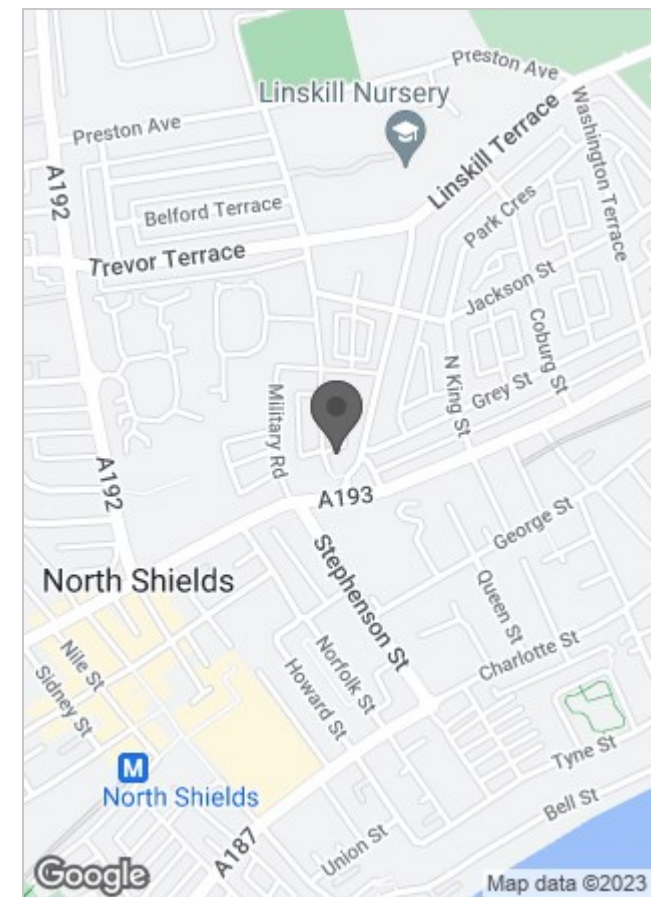 Preston Ave
Linskill Nursery
Preston Ave
Linskill Terrace
Washington Terrace
A192
Belford Terrace
Park Cres
Trevor Terrace
Jackson St
Coburg St
N King St
Grey St
Military Rd
A192
A193
George St
Stephenson St
North Shields
Queen St
Nile St
Norfolk St
Charlotte St
Sidney St
Howard St
M
North Shields
Tyne St
Bell St
A187
Union St
Google
Map data ©2023